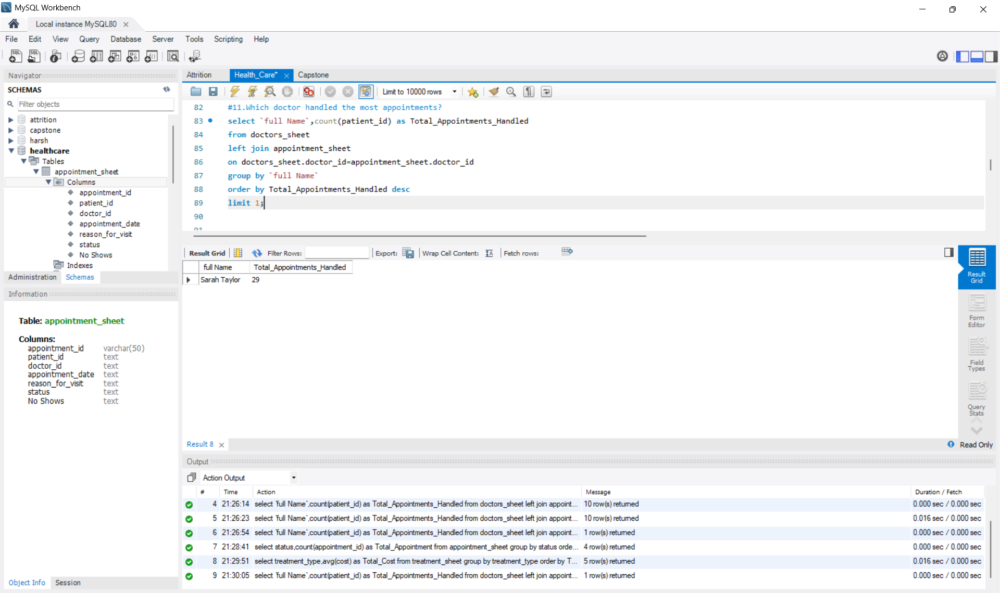 MySQL Workbench
Local instance MySQL80
File Edit View Query Database Server Tools Scripting Help
Navigator
SCHEMAS
Filter objects
attrition
capstone
harsh
healthcare
Tables
appointment_sheet
Columns
appointment_id
patient_id
doctor_id
appointment_date
reason_for_visit
status
No Shows
Indexes
Administration Schemas
Information
Table: appointment_sheet
Columns:
appointment_id varchar(50)
patient_id text
doctor_id text
appointment_date text
reason_for_visit text
status text
No Shows text
Object Info Session
Attrition Health_Care* Capstone
Limit to 10000 rows
82 #11.Which doctor handled the most appointments?
83 select `full Name`,count(patient_id) as Total_Appointments_Handled
84 from doctors_sheet
85 left join appointment_sheet
86 on doctors_sheet.doctor_id=appointment_sheet.doctor_id
87 group by `full Name`
88 order by Total_Appointments_Handled desc
89 limit 1;
90
91
Result Grid Filter Rows: Export: Wrap Cell Content: Fetch rows:
full Name Total_Appointments_Handled
Sarah Taylor 29
Result Grid
Form Editor
Field Types
Query Stats
Result 8
Read Only
Output
Action Output
# Time Action Message Duration / Fetch
4 21:26:14 select `full Name`,count(patient_id) as Total_Appointments_Handled from doctors_sheet left join appoint... 10 row(s) returned 0.000 sec / 0.000 sec
5 21:26:23 select `full Name`,count(patient_id) as Total_Appointments_Handled from doctors_sheet left join appoint... 10 row(s) returned 0.016 sec / 0.000 sec
6 21:26:54 select `full Name`,count(patient_id) as Total_Appointments_Handled from doctors_sheet left join appoint... 1 row(s) returned 0.000 sec / 0.000 sec
7 21:28:41 select status,count(appointment_id) as Total_Appointment from appointment_sheet group by status orde... 4 row(s) returned 0.000 sec / 0.000 sec
8 21:29:51 select treatment_type,avg(cost) as Total_Cost from treatment_sheet group by treatment_type order by T... 5 row(s) returned 0.016 sec / 0.000 sec
9 21:30:05 select `full Name`,count(patient_id) as Total_Appointments_Handled from doctors_sheet left join appoint... 1 row(s) returned 0.000 sec / 0.000 sec